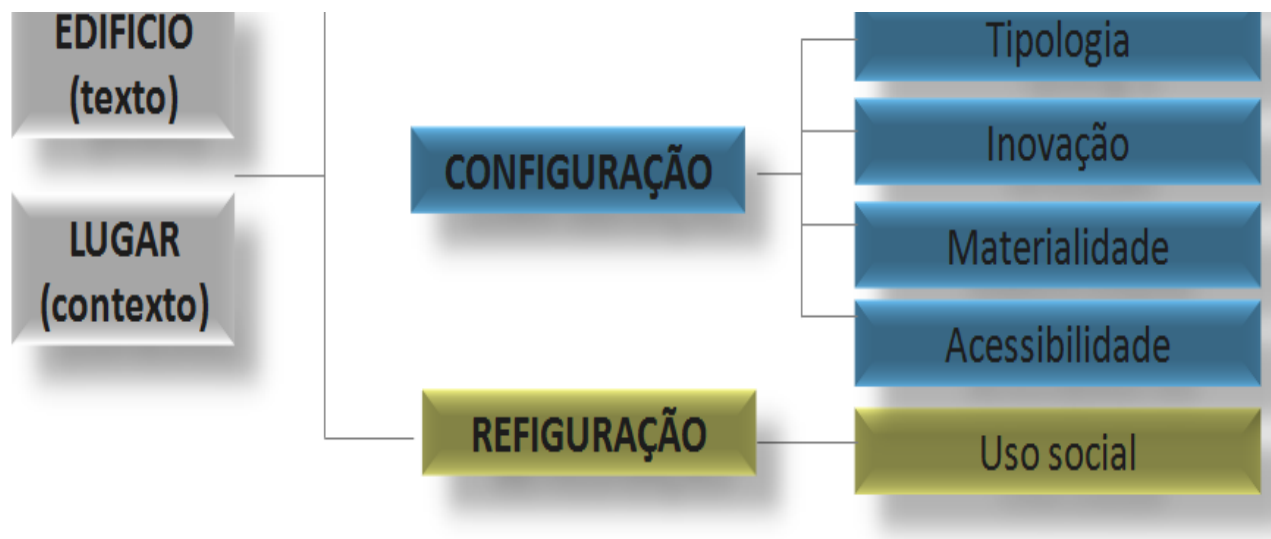 EDIFICIO
(texto)
LUGAR
(contexto)
CONFIGURAÇÃO
REFIGURAÇÃO
Tipologia
Inovação
Materialidade
Acessibilidade
Uso social